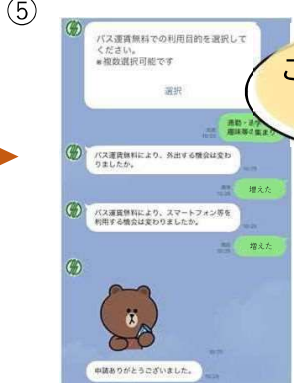 ⑤
バス運賃無料での利用目的を選択して
ください。
※複数選択可能です
選択
こ
通勤・通学
趣味等の集まり
バス運賃無料により、外出する機会は変わ
りましたか。
増えた
バス運賃無料により、スマートフォン等を
利用する機会は変わりましたか。
増えた
申請ありがとうございました。